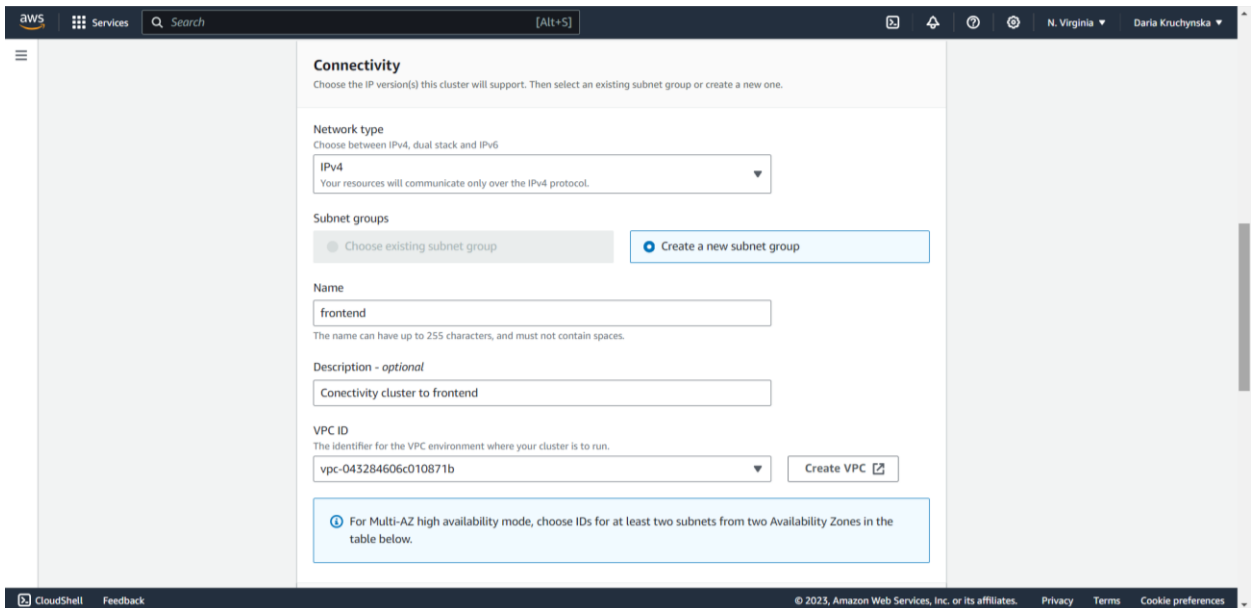 aws Services Search [Alt+S] N. Virginia ▼ Daria Kruchynska ▼
Connectivity
Choose the IP version(s) this cluster will support. Then select an existing subnet group or create a new one.
Network type
Choose between IPv4, dual stack and IPv6
IPv4
Your resources will communicate only over the IPv4 protocol.
Subnet groups
Choose existing subnet group Create a new subnet group
Name
frontend
The name can have up to 255 characters, and must not contain spaces.
Description - optional
Conectivity cluster to frontend
VPC ID
The identifier for the VPC environment where your cluster is to run.
vpc-043284606c010871b Create VPC
For Multi-AZ high availability mode, choose IDs for at least two subnets from two Availability Zones in the
table below.
CloudShell Feedback © 2023, Amazon Web Services, Inc. or its affiliates. Privacy Terms Cookie preferences